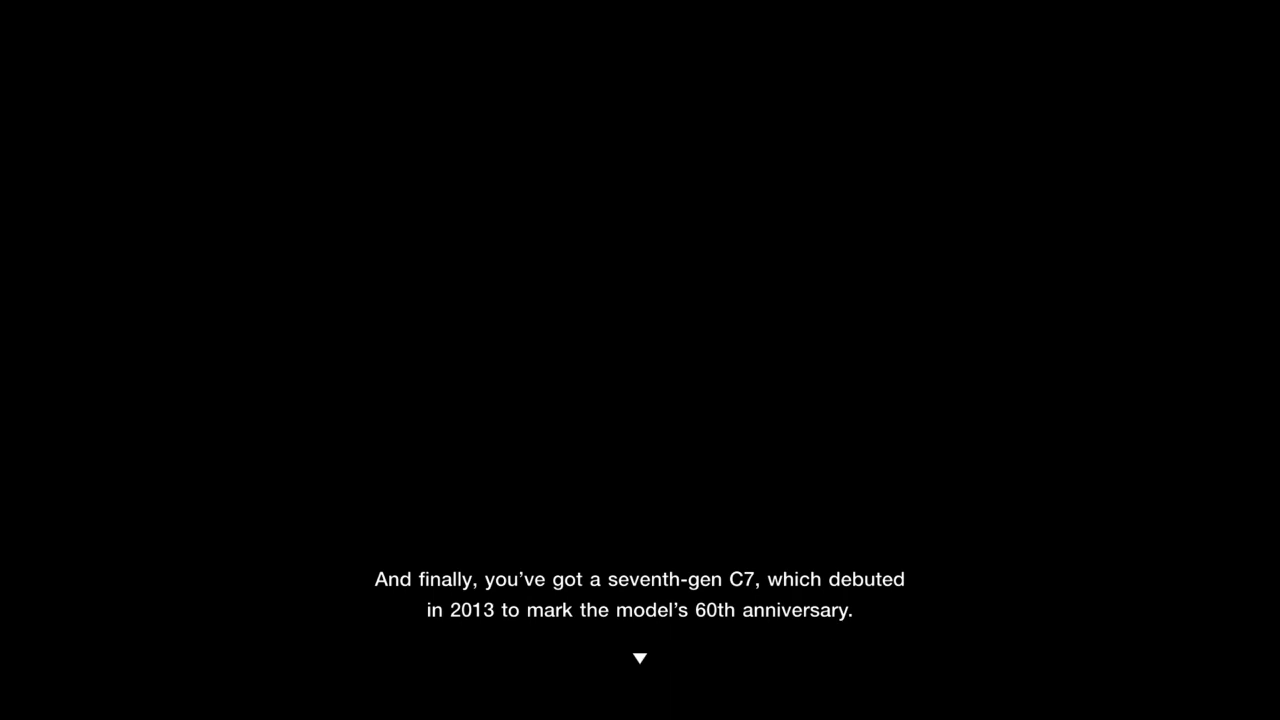 And finally, you’ve got a seventh-gen C7, which debuted
in 2013 to mark the model’s 60th anniversary.